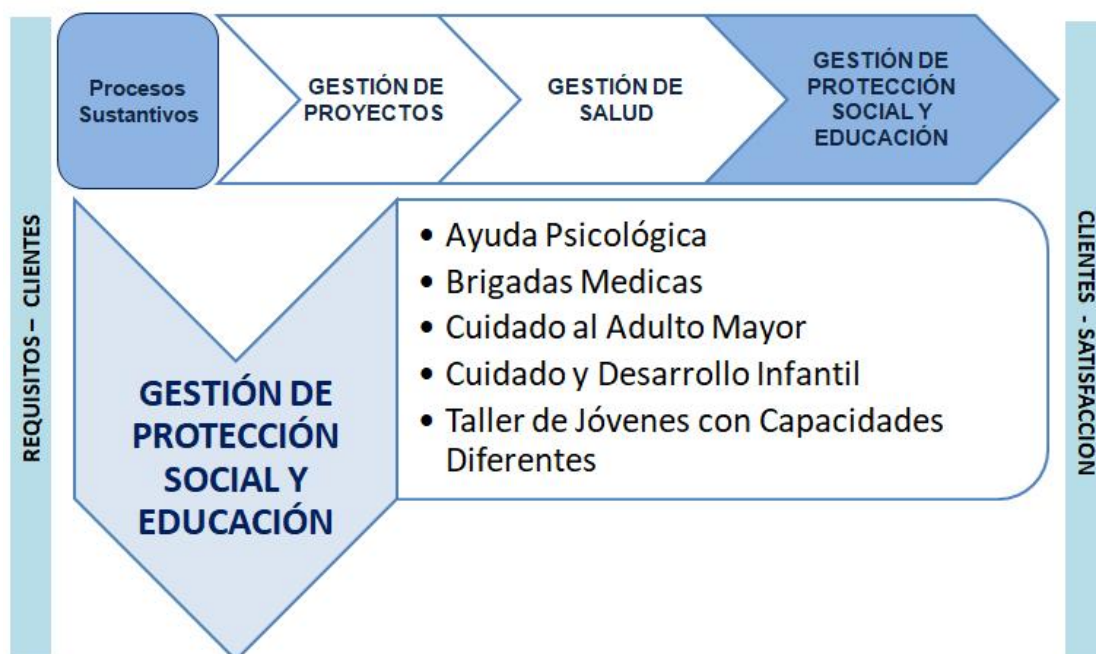 REQUISITOS – CLIENTES
Procesos
Sustantivos
GESTIÓN DE
PROYECTOS
GESTIÓN DE
SALUD
GESTIÓN DE
PROTECCIÓN
SOCIAL Y
EDUCACIÓN
GESTIÓN DE
PROTECCIÓN
SOCIAL Y
EDUCACIÓN
• Ayuda Psicológica
• Brigadas Medicas
• Cuidado al Adulto Mayor
• Cuidado y Desarrollo Infantil
• Taller de Jóvenes con Capacidades
Diferentes
CLIENTES - SATISFACCION